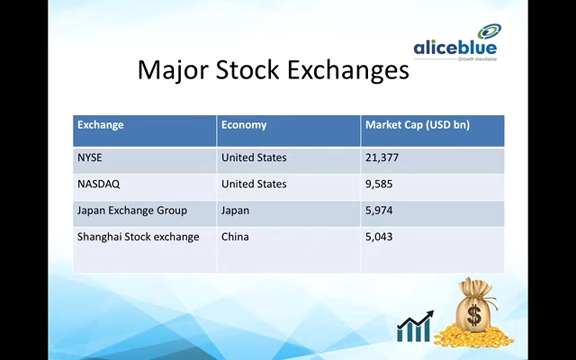 aliceblue
Growth Inevitable
Major Stock Exchanges
Exchange Economy Market Cap (USD bn)
NYSE United States 21,377
NASDAQ United States 9,585
Japan Exchange Group Japan 5,974
Shanghai Stock exchange China 5,043
$